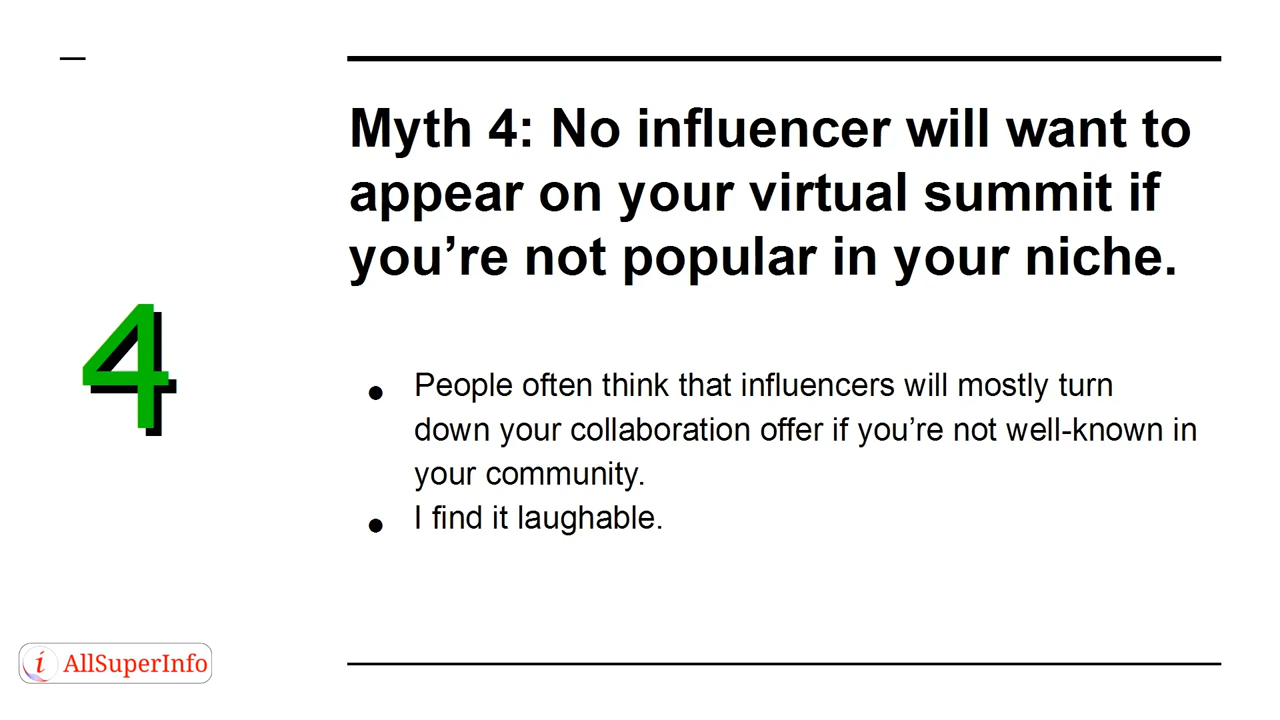 Myth 4: No influencer will want to
appear on your virtual summit if
you’re not popular in your niche.
4
● People often think that influencers will mostly turn
down your collaboration offer if you’re not well-known in
your community.
● I find it laughable.
i AllSuperInfo